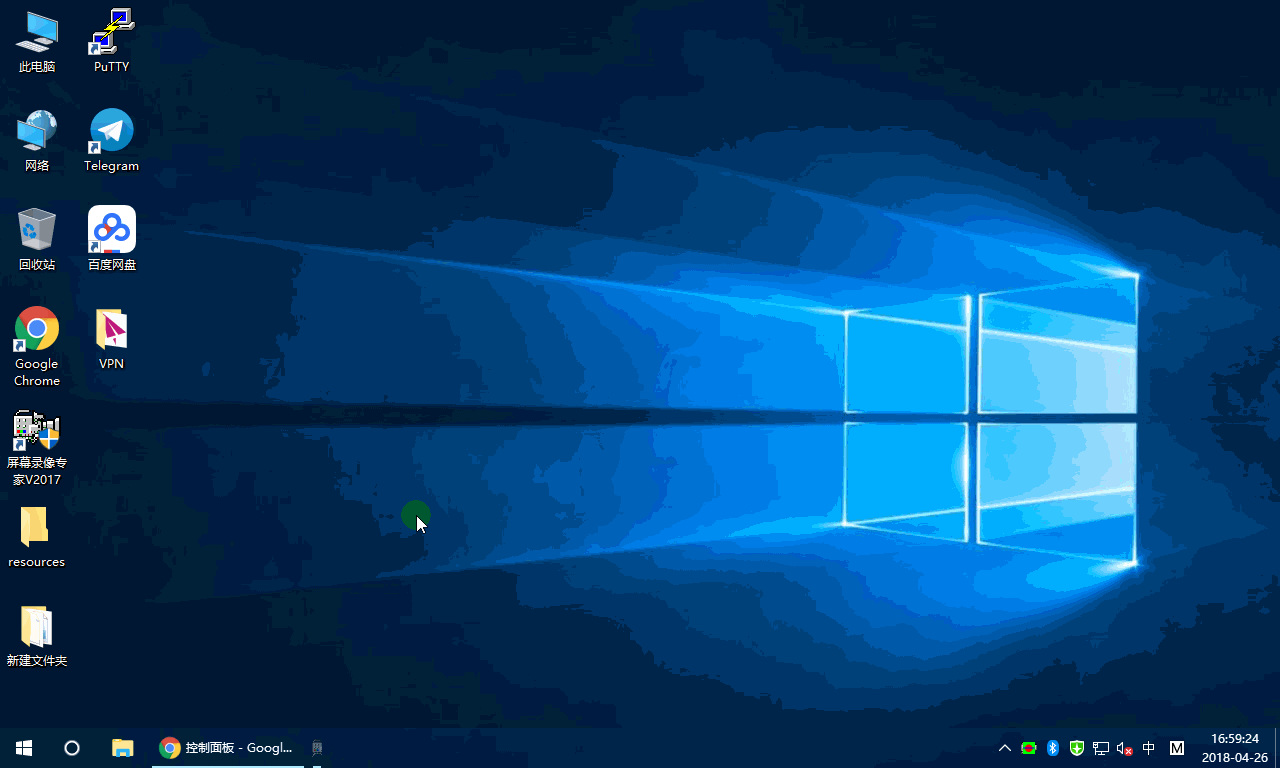 此电脑
PuTTY
网络
Telegram
回收站
百度网盘
Google
Chrome
VPN
屏幕录像专
家V2017
resources
新建文件夹
控制面板 - Googl...
中
M
16:59:24
2018-04-26